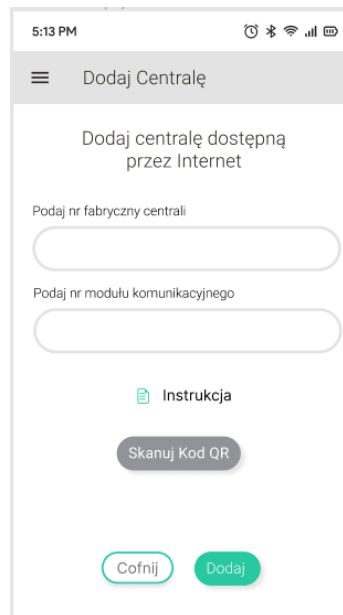 5:13 PM
Dodaj Centralę
Dodaj centralę dostępną
przez Internet
Podaj nr fabryczny centrali
Podaj nr modułu komunikacyjnego
Instrukcja
Skanuj Kod QR
Cofnij
Dodaj